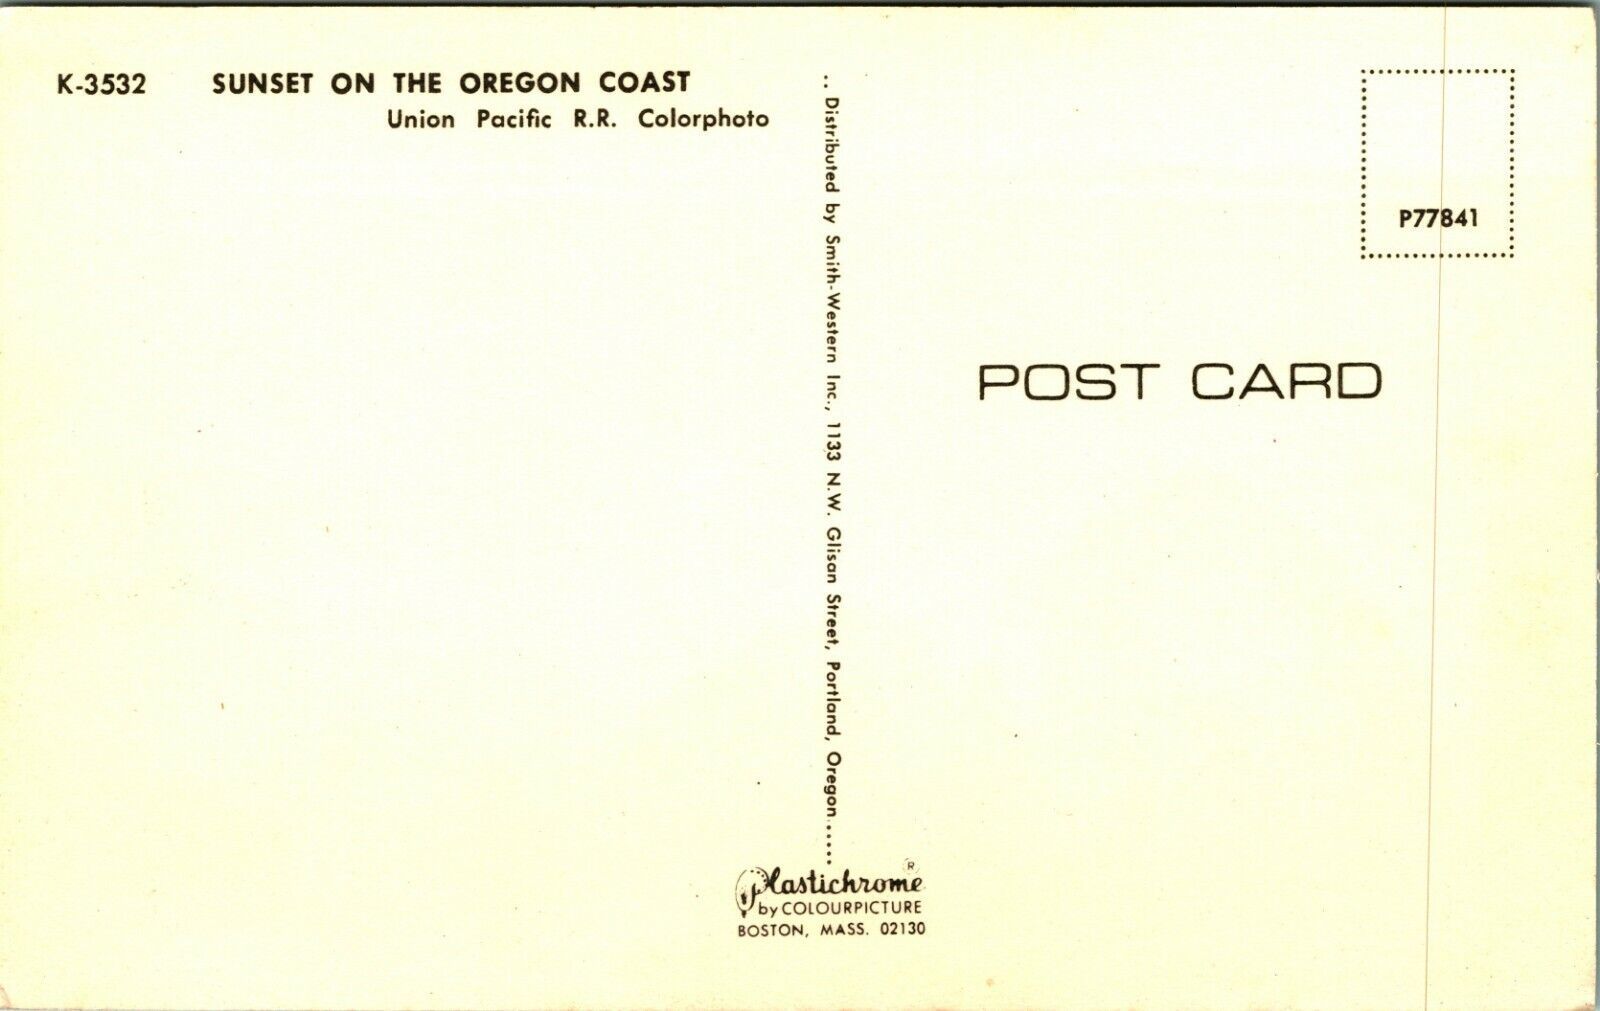 K-3532 SUNSET ON THE OREGON COAST
Union Pacific R.R. Colorphoto
.. Distributed by Smith-Western Inc., 1133 N.W. Glisan Street, Portland, Oregon ......
P77841
POST CARD
Plastichrome ®
by COLOURPICTURE
BOSTON, MASS. 02130